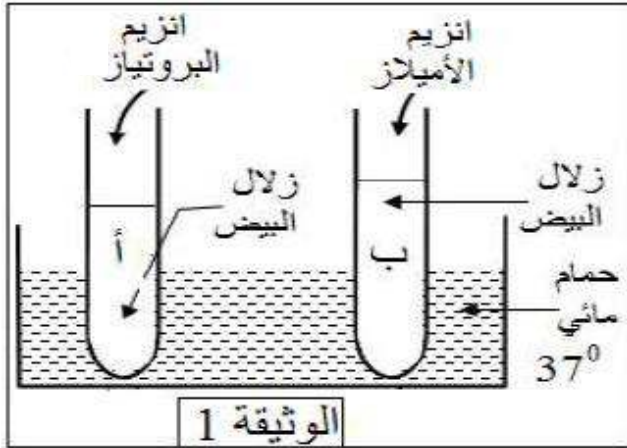 انزيم
البروتياز
انزيم
الأميلاز
زلال
البيض
زلال
البيض
أ
ب
حمام
مائي
37⁰
الوثيقة 1